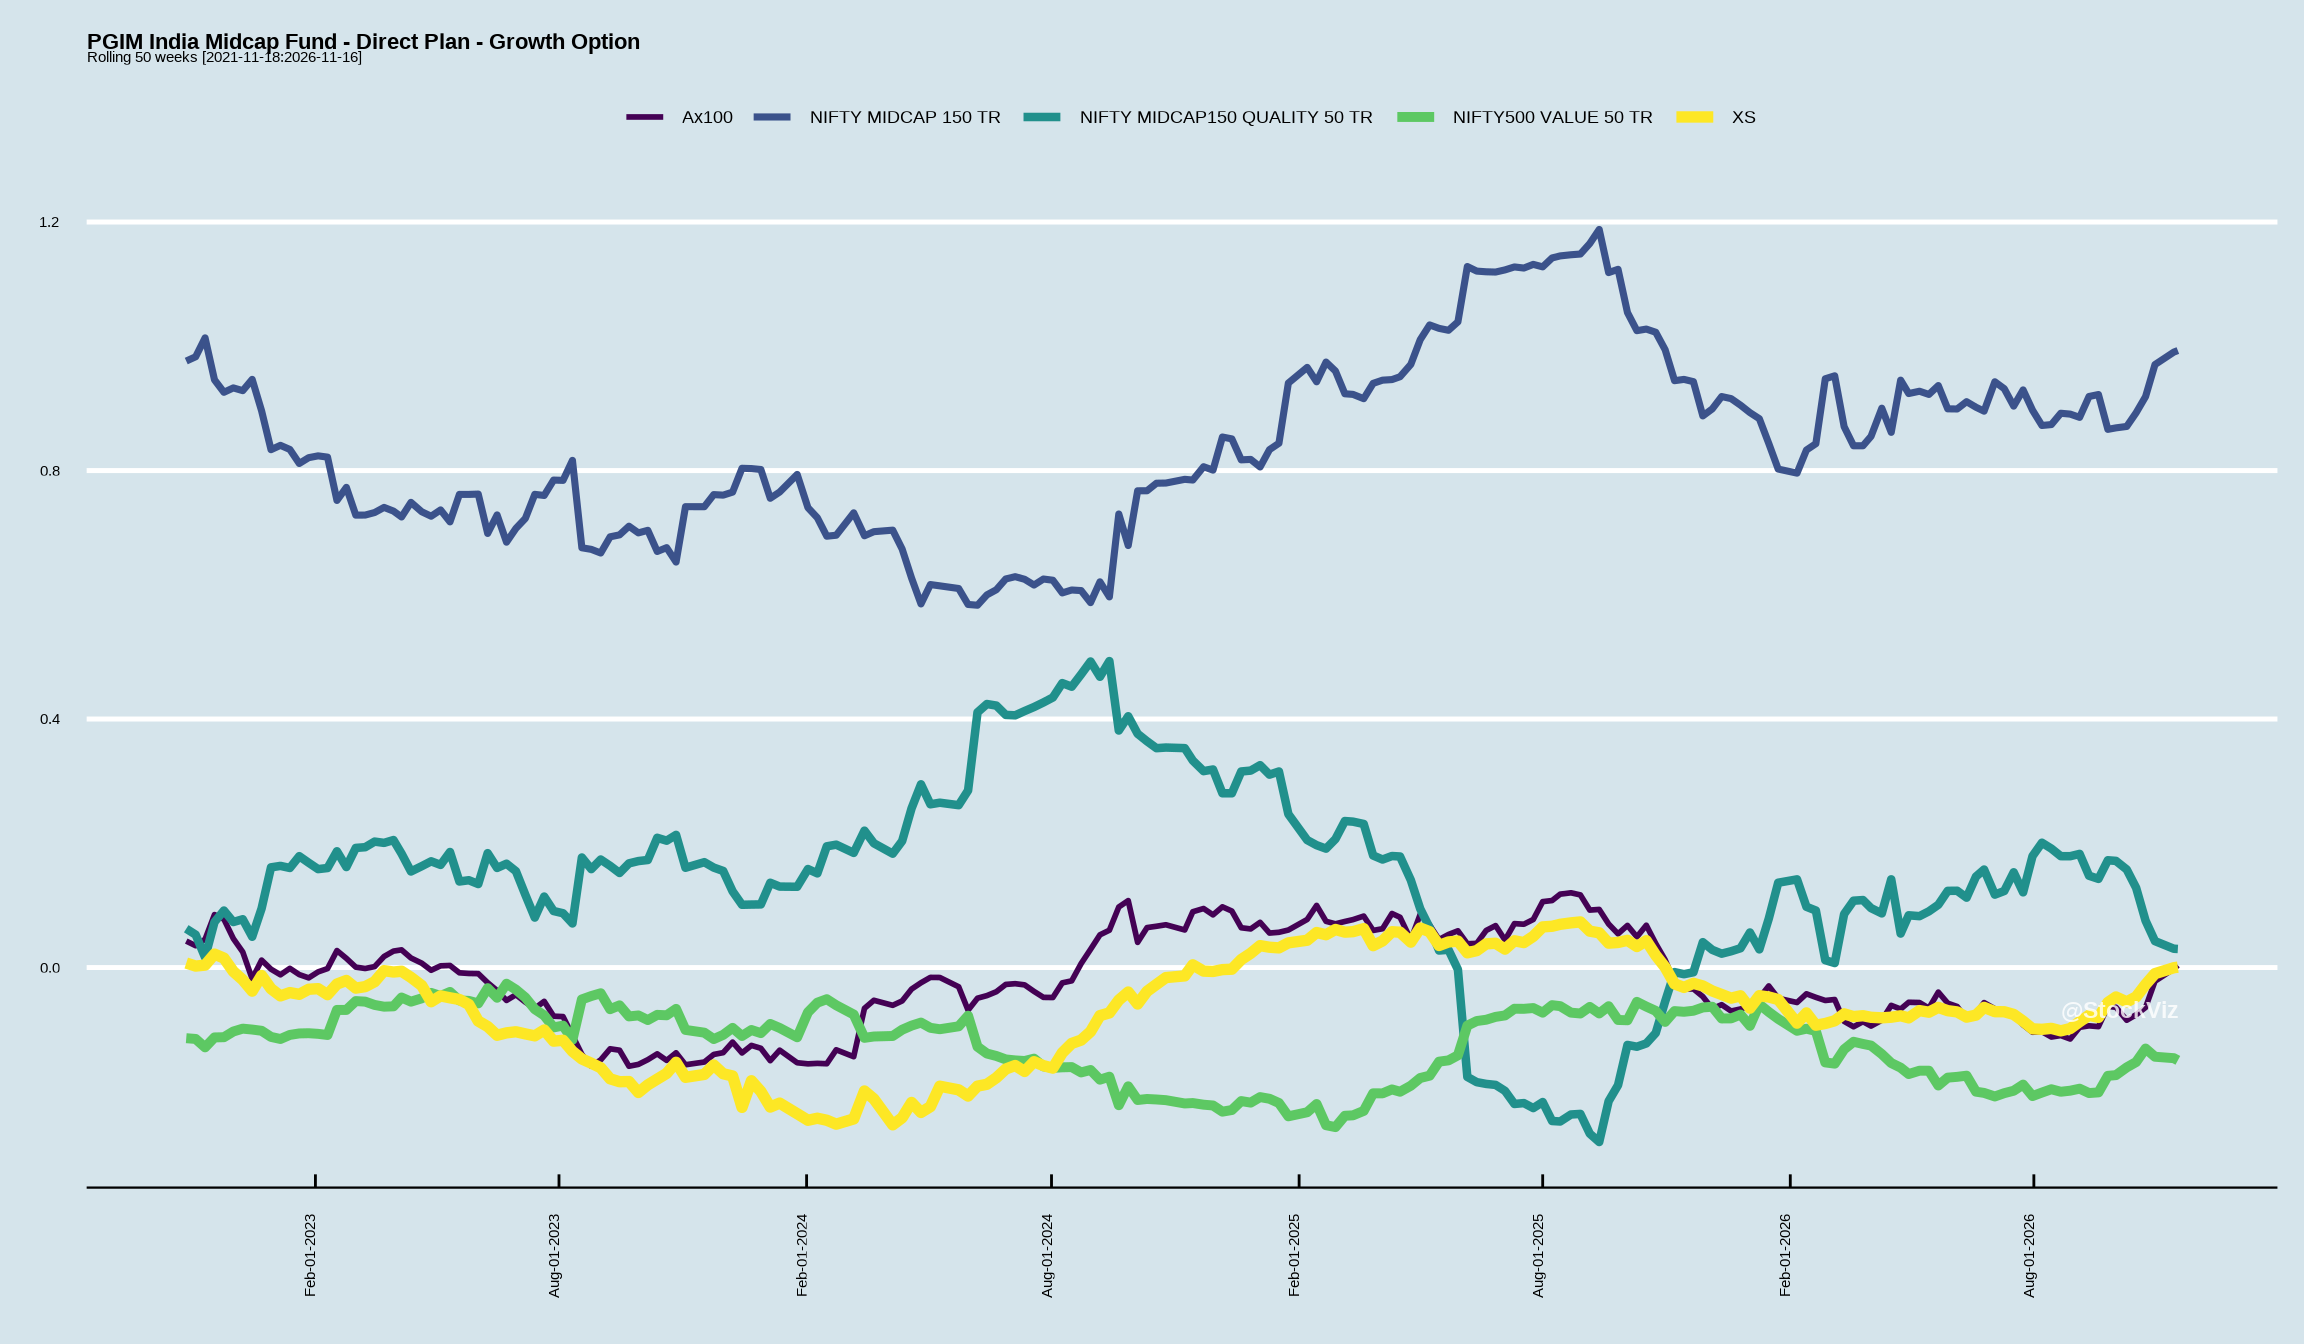 PGIM India Midcap Fund - Direct Plan - Growth Option
Rolling 50 weeks [2021-11-18:2026-11-16]
Ax100 NIFTY MIDCAP 150 TR NIFTY MIDCAP150 QUALITY 50 TR NIFTY500 VALUE 50 TR XS
1.2
0.8
0.4
0.0
@StockViz
Feb-01-2023
Aug-01-2023
Feb-01-2024
Aug-01-2024
Feb-01-2025
Aug-01-2025
Feb-01-2026
Aug-01-2026